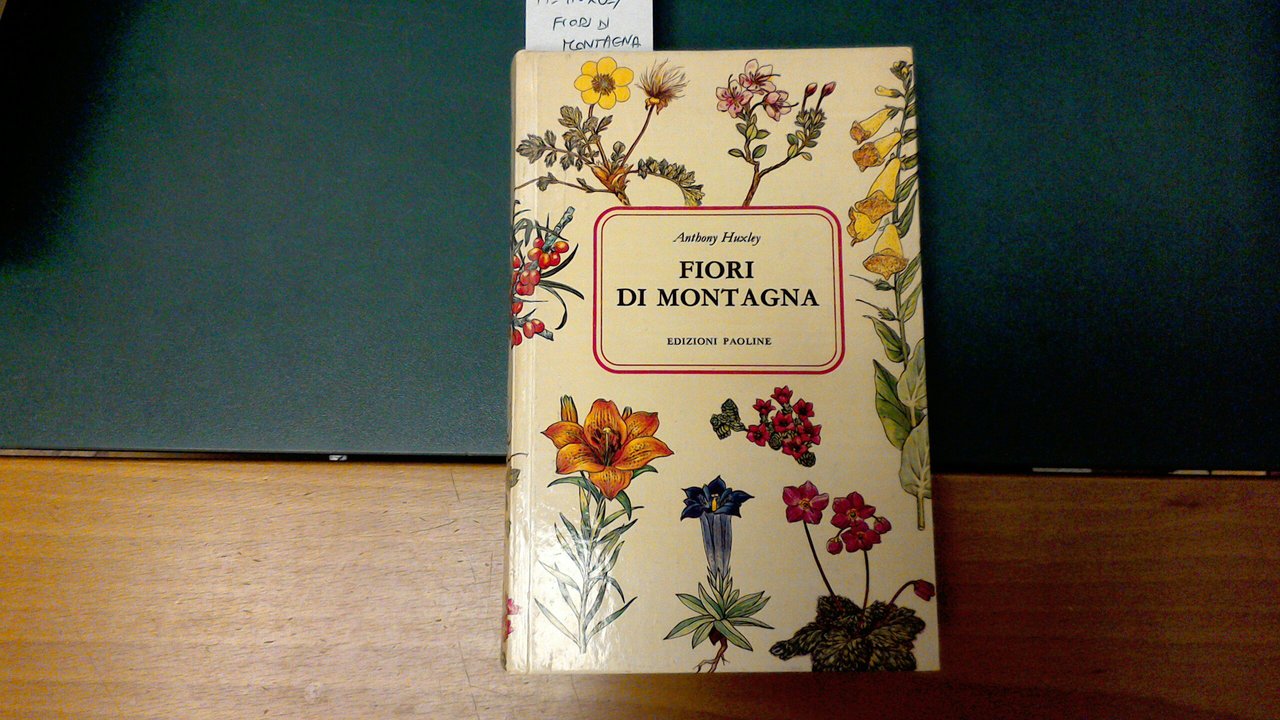 FIORI DI
MONTAGNA
Anthony Huxley
FIORI
DI MONTAGNA
EDIZIONI PAOLINE